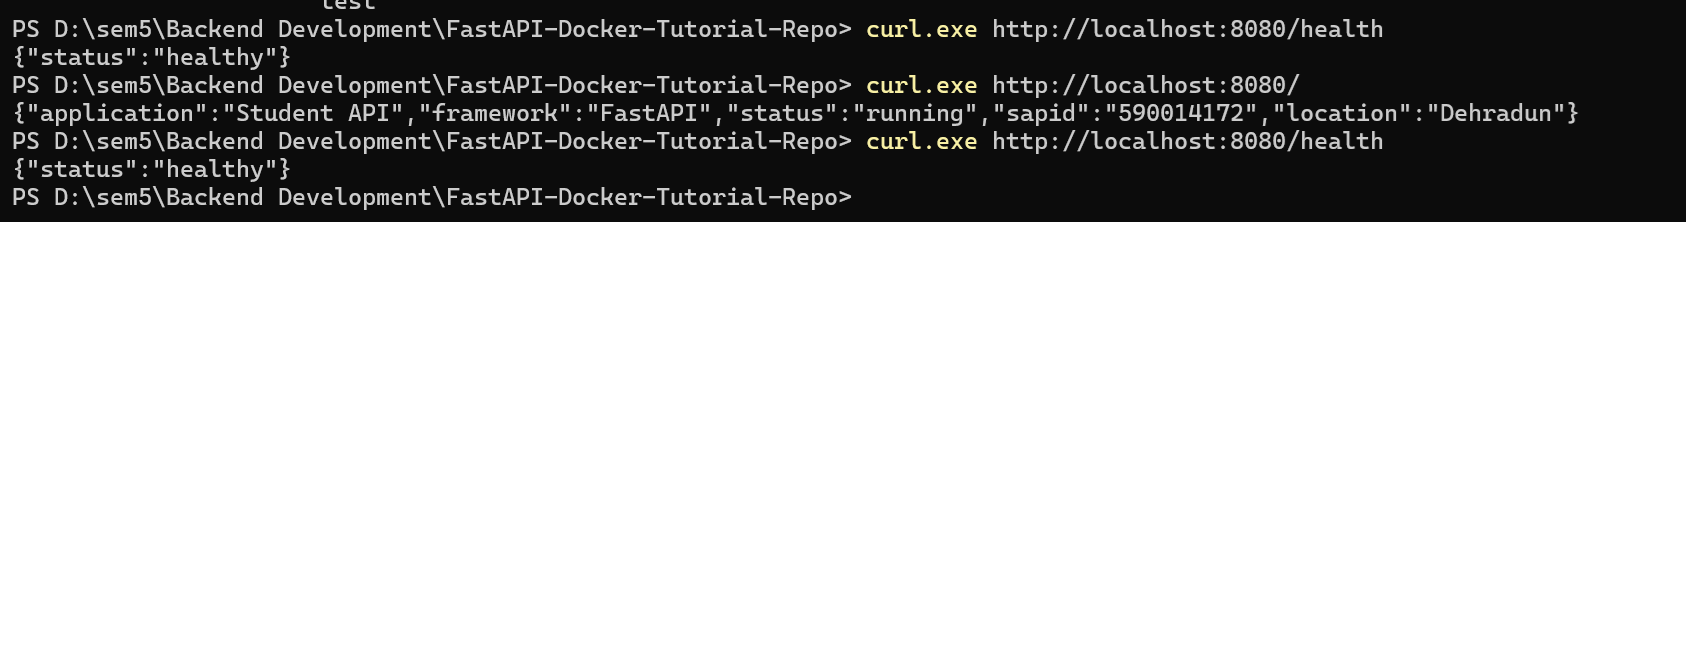 test
PS D:\sem5\Backend Development\FastAPI-Docker-Tutorial-Repo> curl.exe http://localhost:8080/health
{"status":"healthy"}
PS D:\sem5\Backend Development\FastAPI-Docker-Tutorial-Repo> curl.exe http://localhost:8080/
{"application":"Student API","framework":"FastAPI","status":"running","sapid":"590014172","location":"Dehradun"}
PS D:\sem5\Backend Development\FastAPI-Docker-Tutorial-Repo> curl.exe http://localhost:8080/health
{"status":"healthy"}
PS D:\sem5\Backend Development\FastAPI-Docker-Tutorial-Repo>